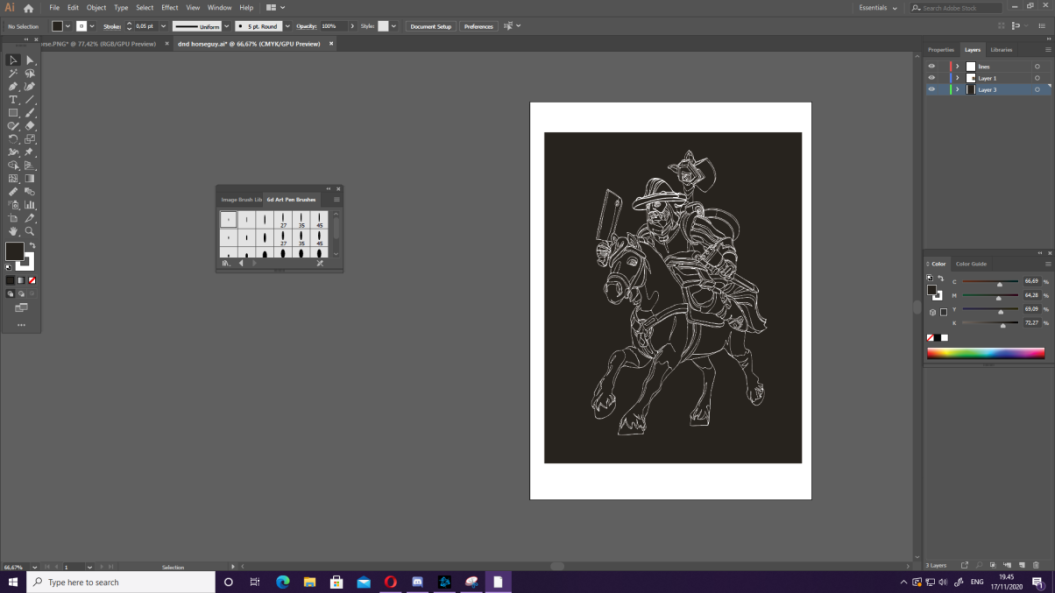 Ai File Edit Object Type Select Effect View Window Help Essentials Search Adobe Stock
No Selection Stroke: 0,05 pt Uniform 5 pt. Round Opacity: 100% Style: Document Setup Preferences
ese.PNG* @ 77,42% (RGB/GPU Preview) × dnd horseguy.ai* @ 66,67% (CMYK/GPU Preview) ×
Properties Layers Libraries
lines
Layer 1
Layer 3
Image Brush Lib 6d Art Pen Brushes
27 35 45
27 35 45
Color Color Guide
C 66,69 %
M 64,28 %
Y 69,09 %
K 72,27 %
66,67% 1 Selection
3 Layers
Type here to search
ENG
19.45
17/11/2020
1